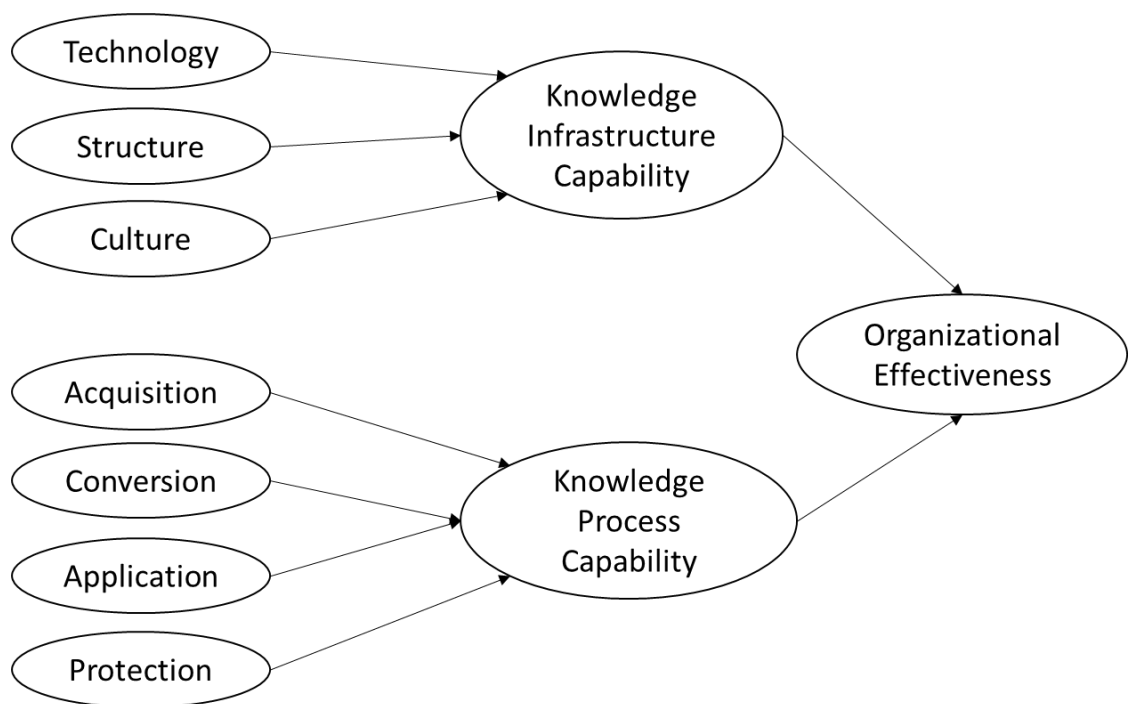 Technology
Structure
Culture
Knowledge
Infrastructure
Capability
Acquisition
Conversion
Application
Protection
Knowledge
Process
Capability
Organizational
Effectiveness